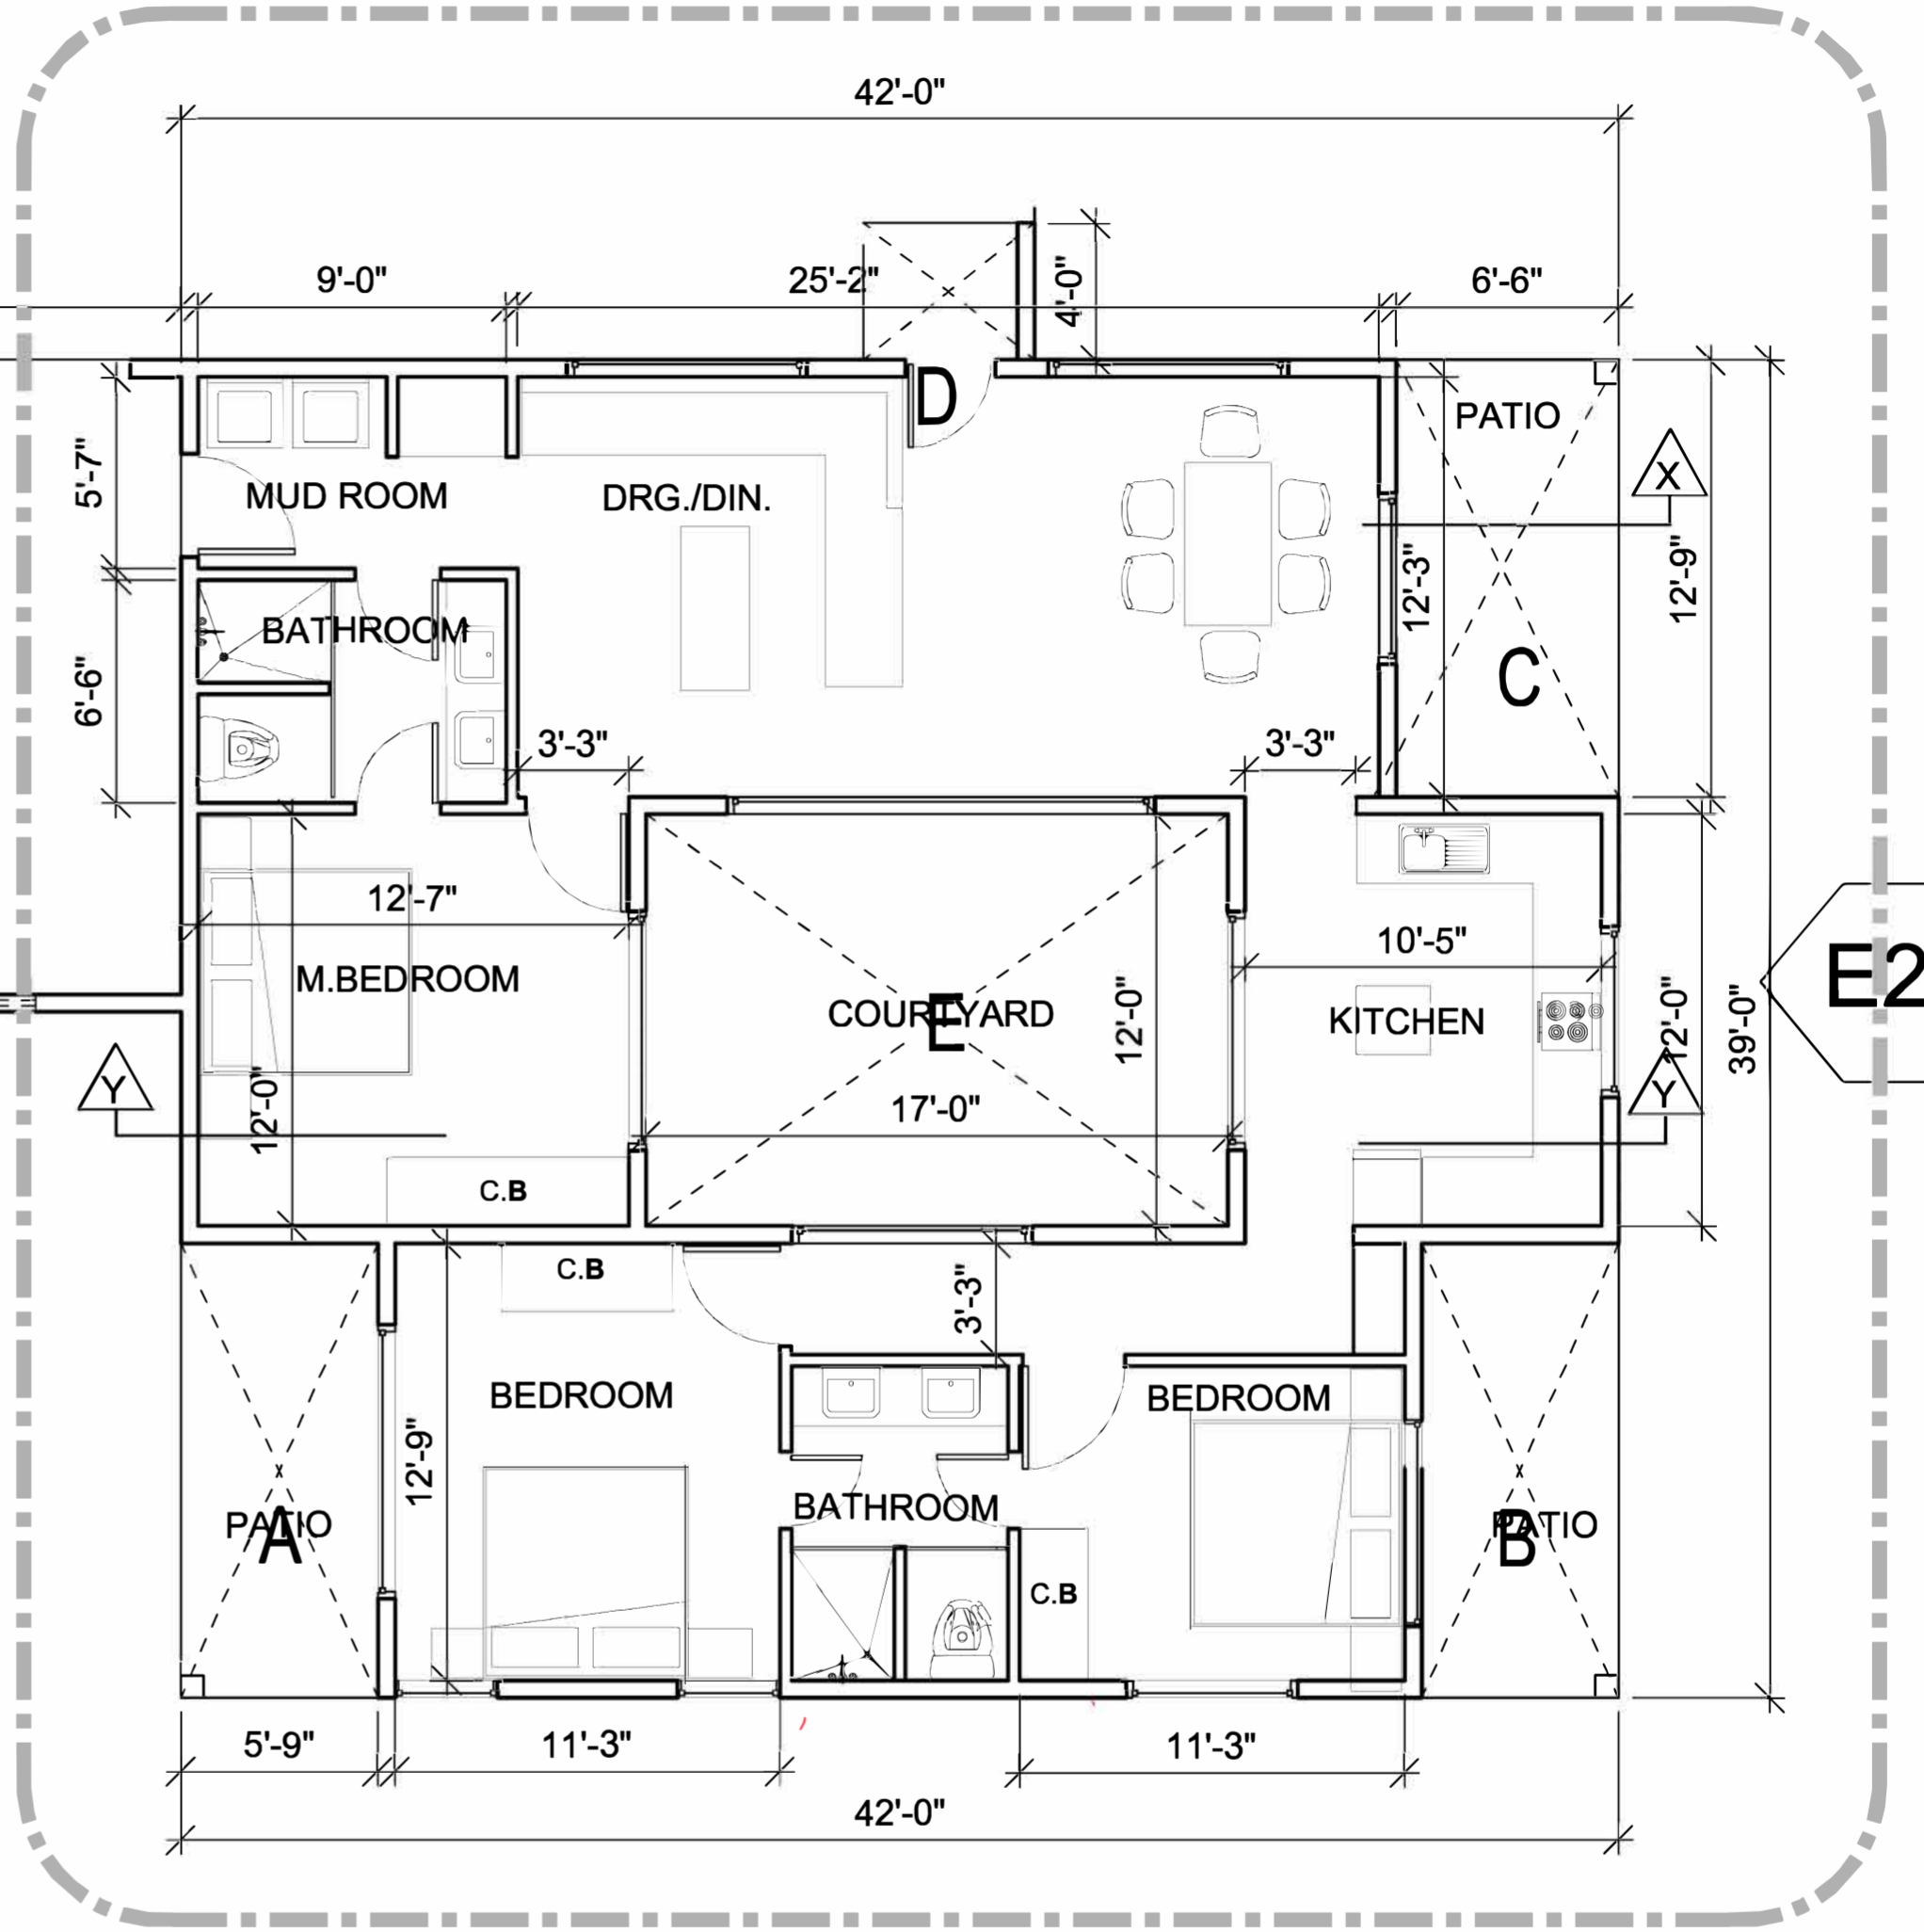 42'-0"
9'-0"
25'-2"
4'-0"
6'-6"
D
PATIO
X
5'-7"
MUD ROOM
DRG./DIN.
12'-3"
12'-9"
BATHROOM
C
6'-6"
3'-3"
3'-3"
12'-7"
10'-5"
M.BEDROOM
E2
COURTYARD
E
12'-0"
KITCHEN
12'-0"
39'-0"
Y
12'-0"
17'-0"
Y
C.B
C.B
3'-3"
BEDROOM
BEDROOM
12'-9"
BATHROOM
PATIO
A
PATIO
B
C.B
5'-9"
11'-3"
11'-3"
42'-0"